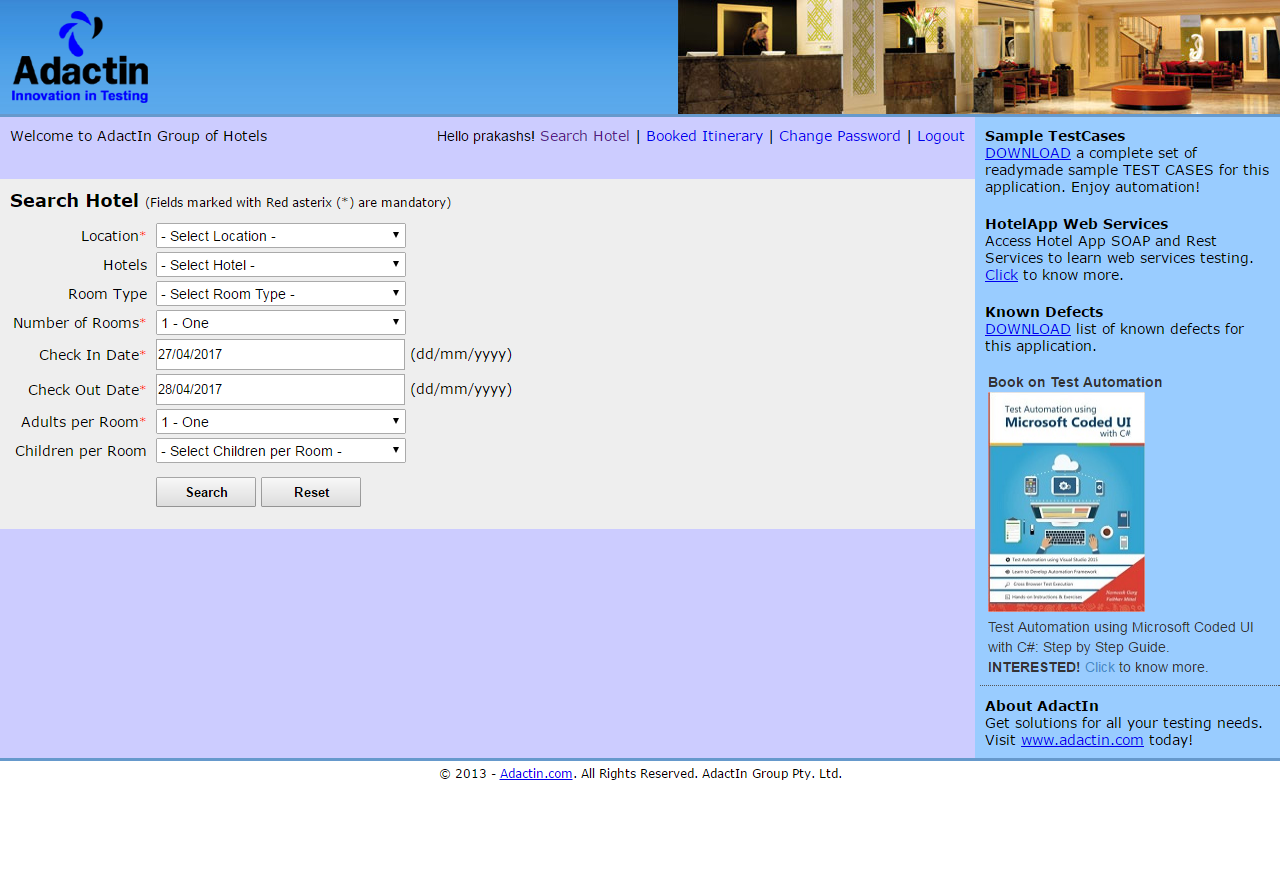 Adactin
Innovation in Testing
Welcome to AdactIn Group of Hotels
Hello prakashs! Search Hotel | Booked Itinerary | Change Password | Logout
Search Hotel (Fields marked with Red asterix (*) are mandatory)
Location* - Select Location -
Hotels - Select Hotel -
Room Type - Select Room Type -
Number of Rooms* 1 - One
Check In Date* 27/04/2017 (dd/mm/yyyy)
Check Out Date* 28/04/2017 (dd/mm/yyyy)
Adults per Room* 1 - One
Children per Room - Select Children per Room -
Search Reset
Sample TestCases
DOWNLOAD a complete set of
readymade sample TEST CASES for this
application. Enjoy automation!
HotelApp Web Services
Access Hotel App SOAP and Rest
Services to learn web services testing.
Click to know more.
Known Defects
DOWNLOAD list of known defects for
this application.
Book on Test Automation
Test Automation using
Microsoft Coded UI
with C#
Test Automation using Visual Studio 2015
Learn to Develop Automation Framework
Cross Browser Test Execution
Hands-on Instructions & Exercises
Navneesh Garg
Test Automation using Microsoft Coded UI
with C#: Step by Step Guide.
INTERESTED! Click to know more.
About AdactIn
Get solutions for all your testing needs.
Visit www.adactin.com today!
© 2013 - Adactin.com. All Rights Reserved. AdactIn Group Pty. Ltd.